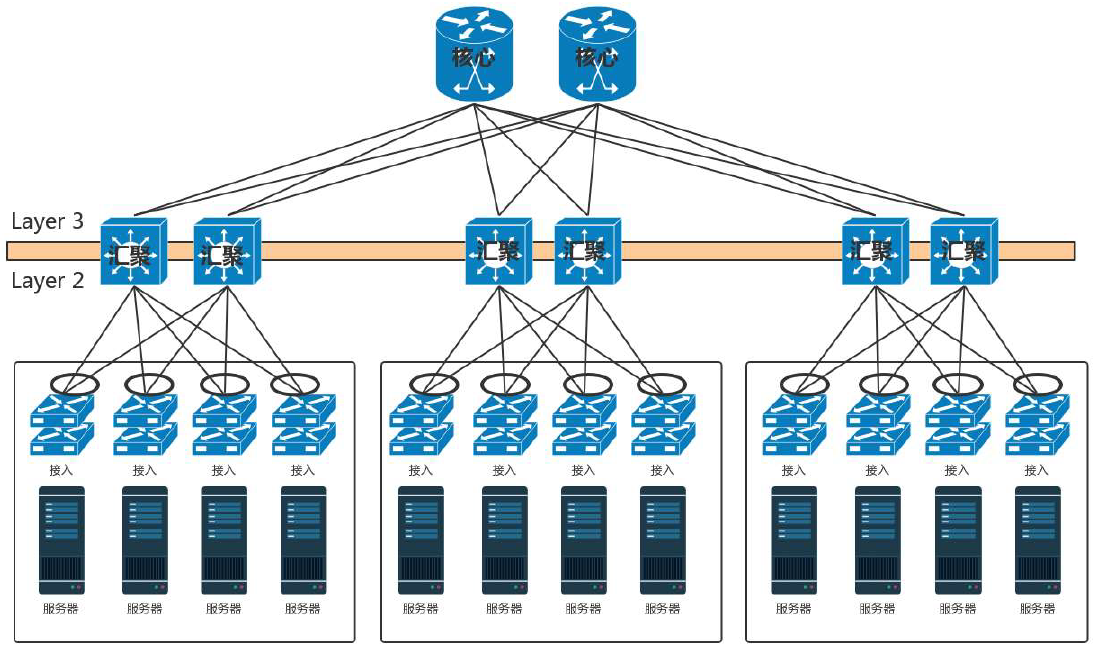 核心 核心
Layer 3
汇聚 汇聚 汇聚 汇聚 汇聚 汇聚
Layer 2
接入 接入 接入 接入 接入 接入 接入 接入 接入 接入 接入 接入
服务器 服务器 服务器 服务器 服务器 服务器 服务器 服务器 服务器 服务器 服务器 服务器